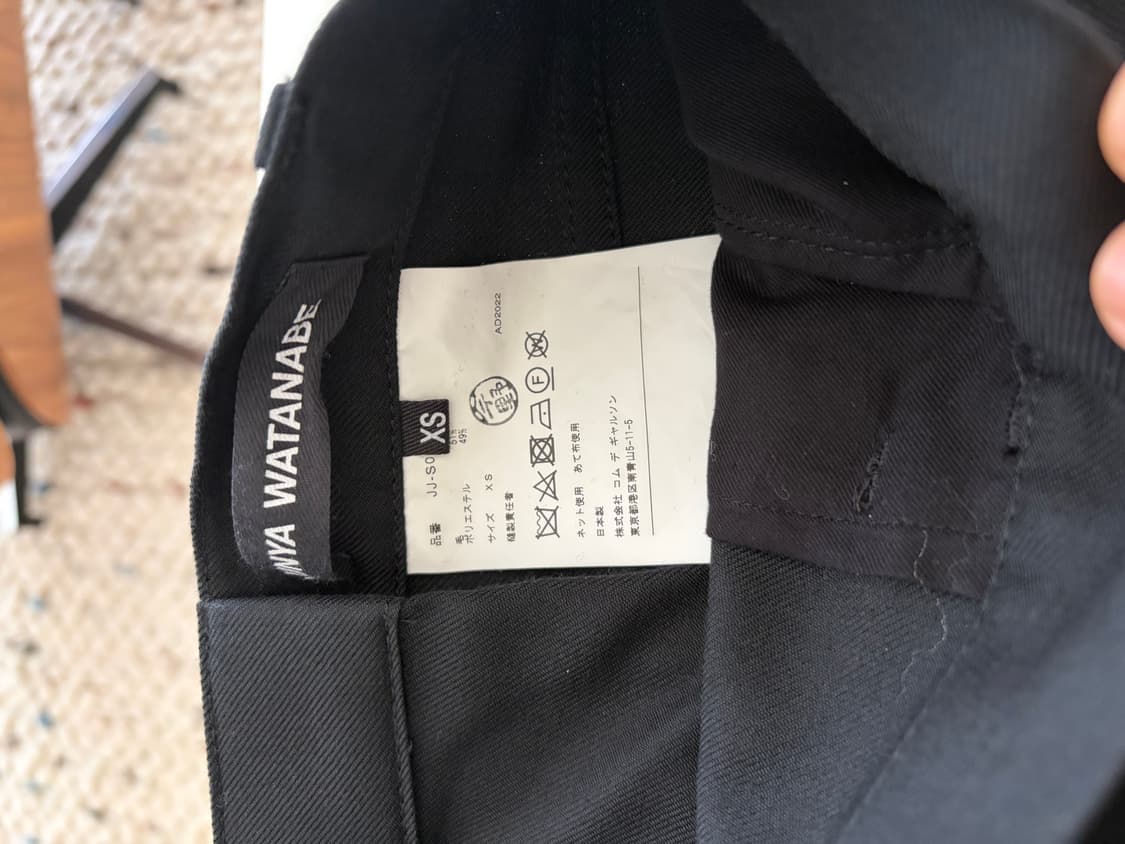 NYA WATANABE
XS
品番 JJ-S0
毛 51%
ポリエステル 49%
サイズ XS
縫製責任者
AD2022
F
W
ネット使用 あて布使用
日本製
株式会社 コム デ ギャルソン
東京都港区南青山5-11-5